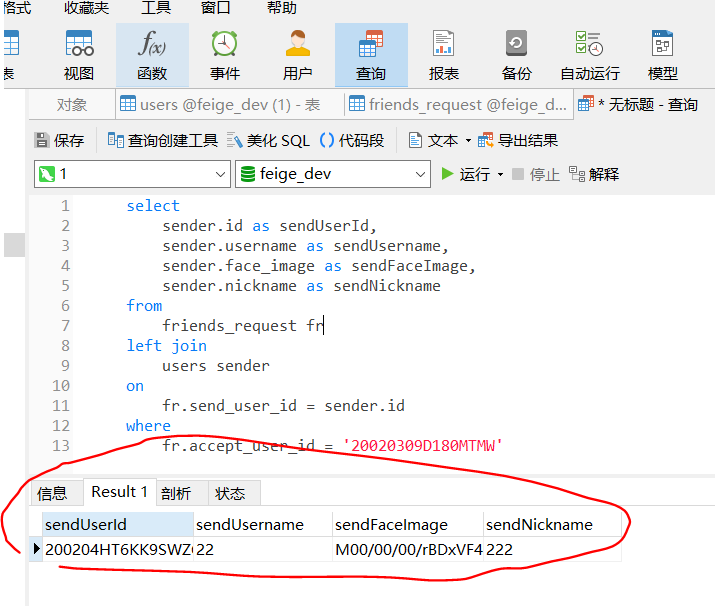 格式 收藏夹 工具 窗口 帮助
表 视图 函数 事件 用户 查询 报表 备份 自动运行 模型
对象 users @feige_dev (1) - 表 friends_request @feige_d... * 无标题 - 查询
保存 查询创建工具 美化 SQL () 代码段 文本 导出结果
1 feige_dev 运行 停止 解释
1 select
2 sender.id as sendUserId,
3 sender.username as sendUsername,
4 sender.face_image as sendFaceImage,
5 sender.nickname as sendNickname
6 from
7 friends_request fr
8 left join
9 users sender
10 on
11 fr.send_user_id = sender.id
12 where
13 fr.accept_user_id = '20020309D180MTMW'
信息 Result 1 剖析 状态
sendUserId sendUsername sendFaceImage sendNickname
200204HT6KK9SWZ 22 M00/00/00/rBDxVF4 222